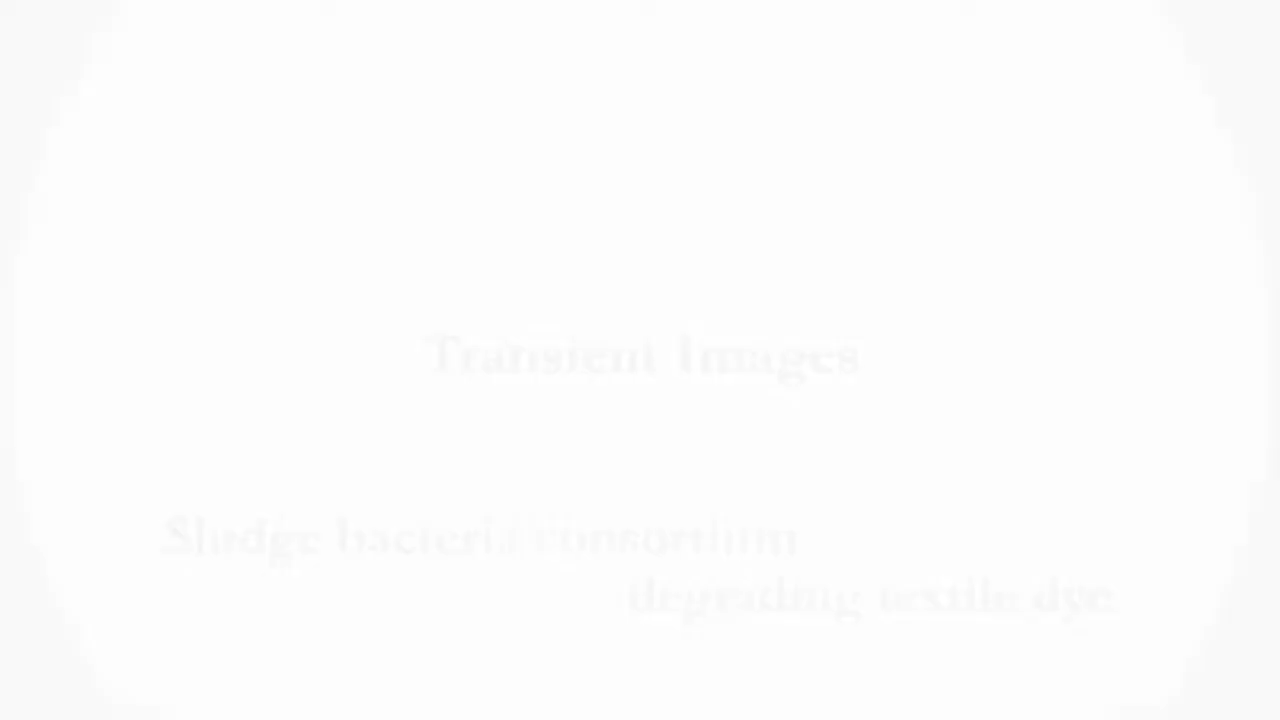 Transient Images
Sludge bacteria consortium
degrading textile dye